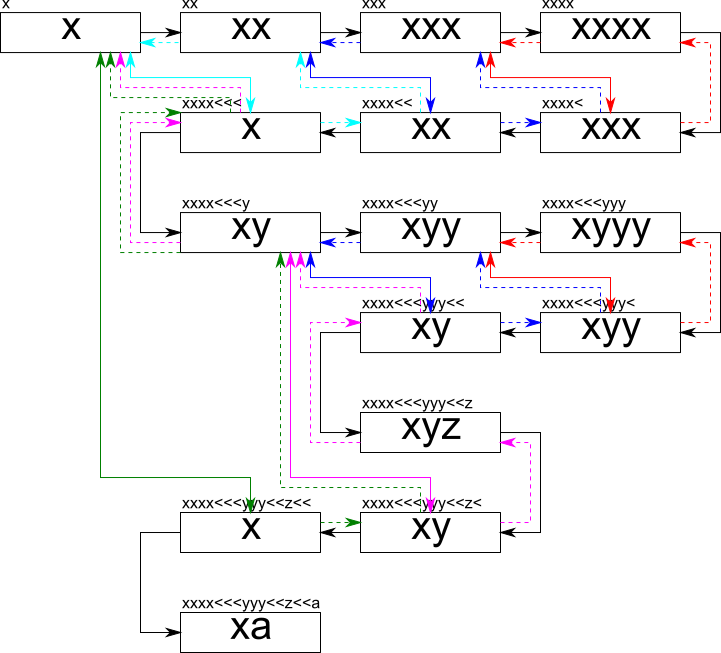 x xx xxx xxxx
x xx xxx xxxx
xxxx<<< xxxx<< xxxx<
x xx xxx
xxxx<<<y xxxx<<<yy xxxx<<<yyy
xy xyy xyyy
xxxx<<<yyy<< xxxx<<<yyy<
xy xyy
xxxx<<<yyy<<z
xyz
xxxx<<<yyy<<z<< xxxx<<<yyy<<z<
x xy
xxxx<<<yyy<<z<<a
xa